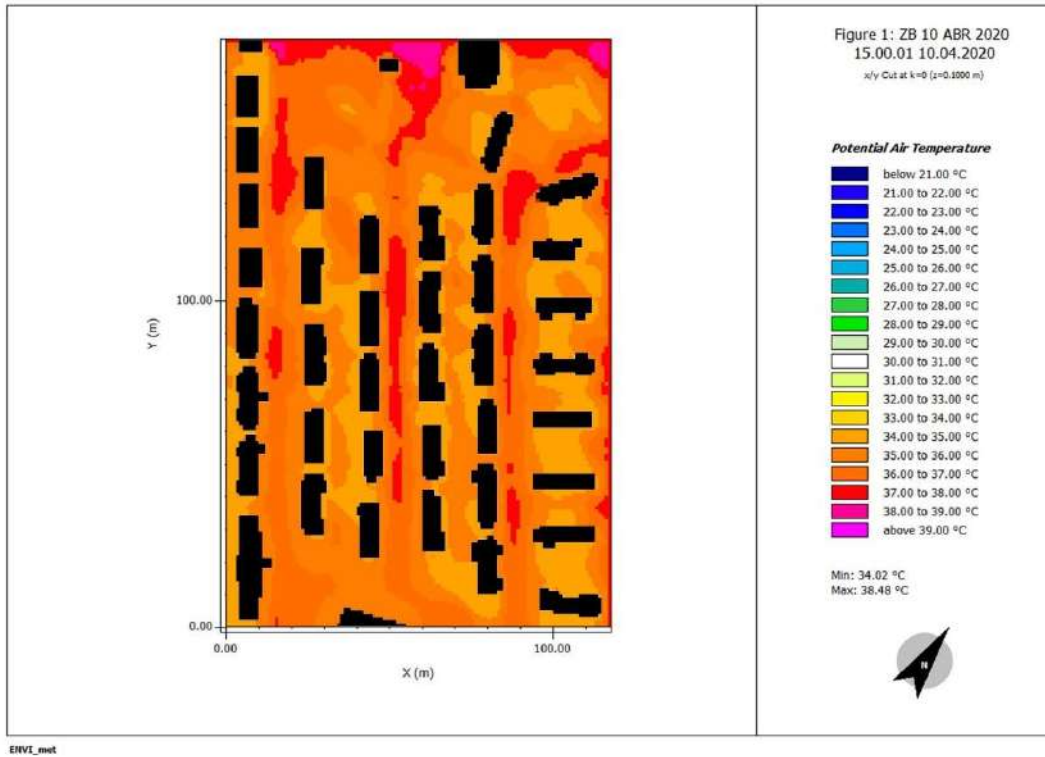 Figure 1: ZB 10 ABR 2020
15.00.01 10.04.2020
x/y Cut at k=0 (z=0.1000 m)
Potential Air Temperature
below 21.00 °C
21.00 to 22.00 °C
22.00 to 23.00 °C
23.00 to 24.00 °C
24.00 to 25.00 °C
25.00 to 26.00 °C
26.00 to 27.00 °C
27.00 to 28.00 °C
28.00 to 29.00 °C
29.00 to 30.00 °C
30.00 to 31.00 °C
31.00 to 32.00 °C
32.00 to 33.00 °C
33.00 to 34.00 °C
34.00 to 35.00 °C
35.00 to 36.00 °C
36.00 to 37.00 °C
37.00 to 38.00 °C
38.00 to 39.00 °C
above 39.00 °C
Min: 34.02 °C
Max: 38.48 °C
N
100.00
Y (m)
0.00
0.00
100.00
X (m)
ENVI_met